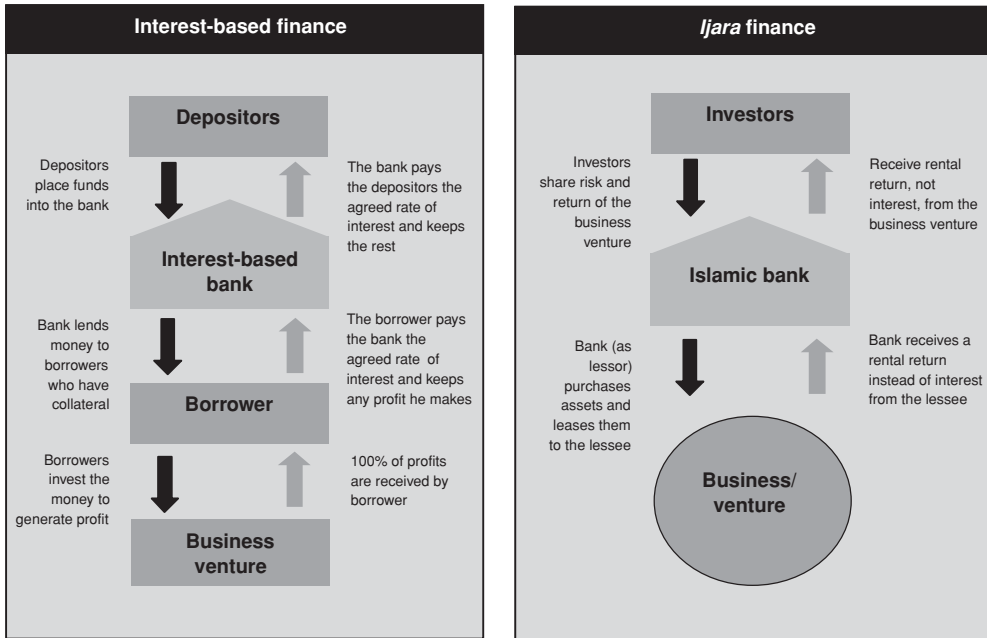 Interest-based finance
Depositors
Depositors
place funds
into the bank
The bank pays
the depositors the
agreed rate of
interest and keeps
the rest
Interest-based
bank
Bank lends
money to
borrowers
who have
collateral
The borrower pays
the bank the
agreed rate of
interest and keeps
any profit he makes
Borrower
Borrowers
invest the
money to
generate profit
100% of profits
are received by
borrower
Business
venture
Ijara finance
Investors
Investors
share risk and
return of the
business
venture
Receive rental
return, not
interest, from the
business venture
Islamic bank
Bank (as
lessor)
purchases
assets and
leases them
to the lessee
Bank receives a
rental return
instead of interest
from the lessee
Business/
venture